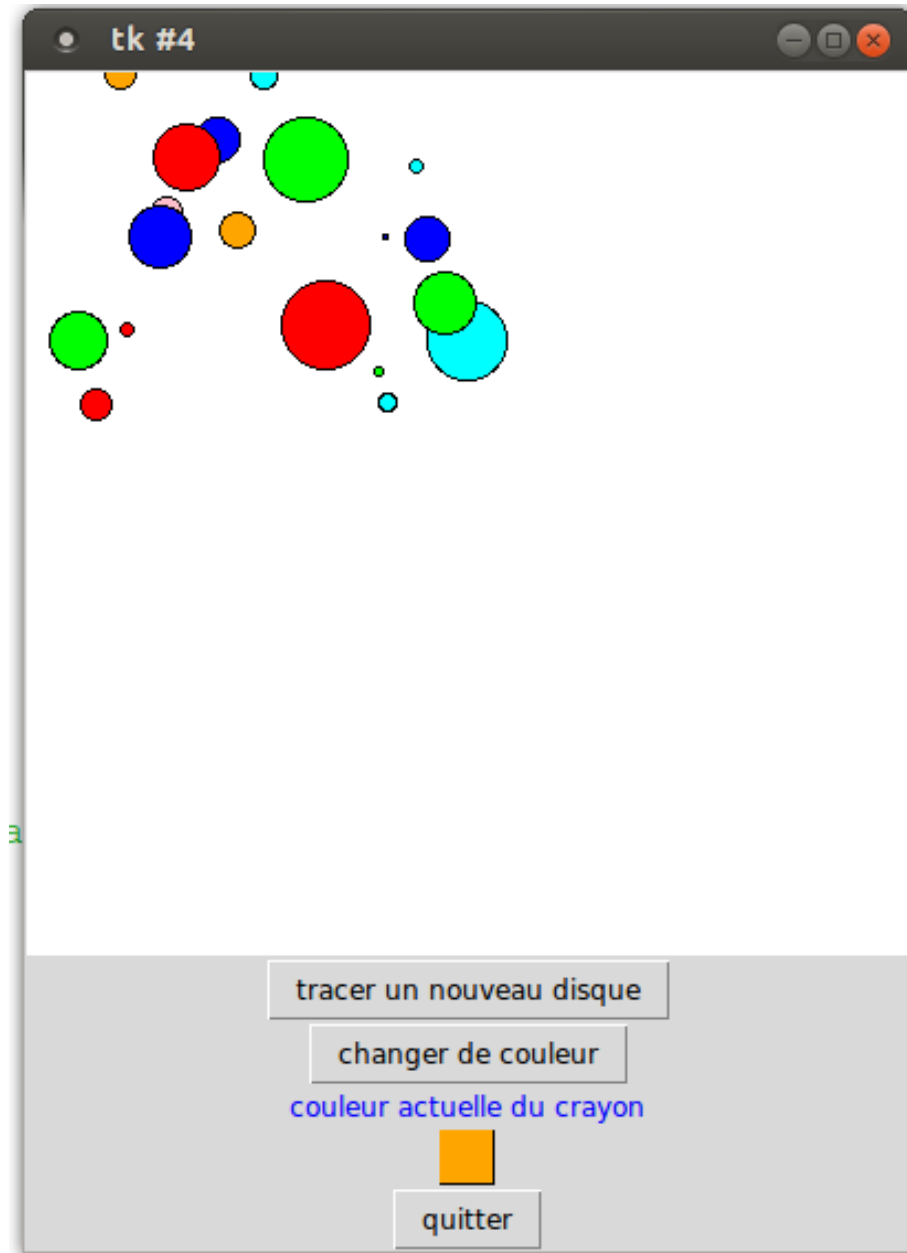 tk #4
a
tracer un nouveau disque
changer de couleur
couleur actuelle du crayon
quitter